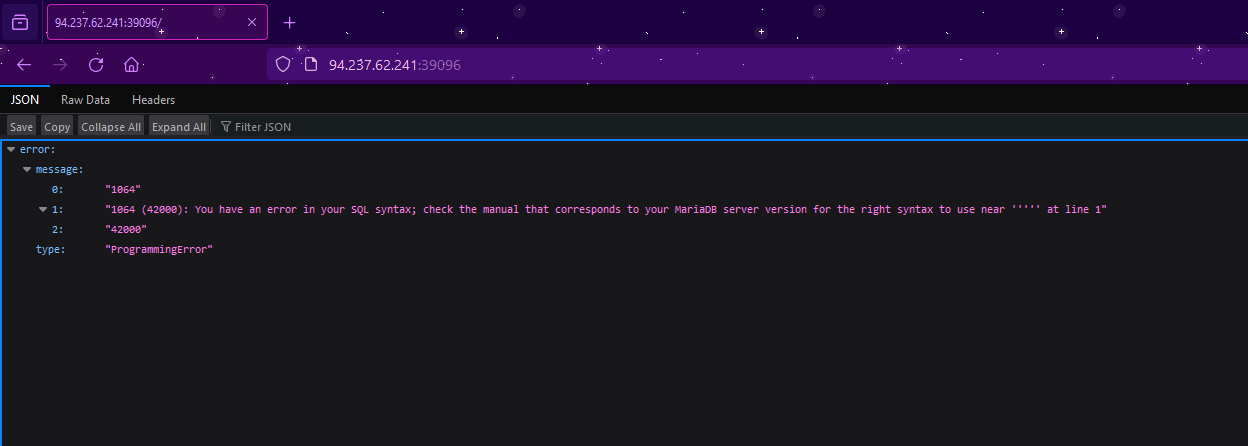 94.237.62.241:39096/
94.237.62.241:39096
JSON Raw Data Headers
Save Copy Collapse All Expand All Filter JSON
error:
message:
0: "1064"
1: "1064 (42000): You have an error in your SQL syntax; check the manual that corresponds to your MariaDB server version for the right syntax to use near ''''' at line 1"
2: "42000"
type: "ProgrammingError"